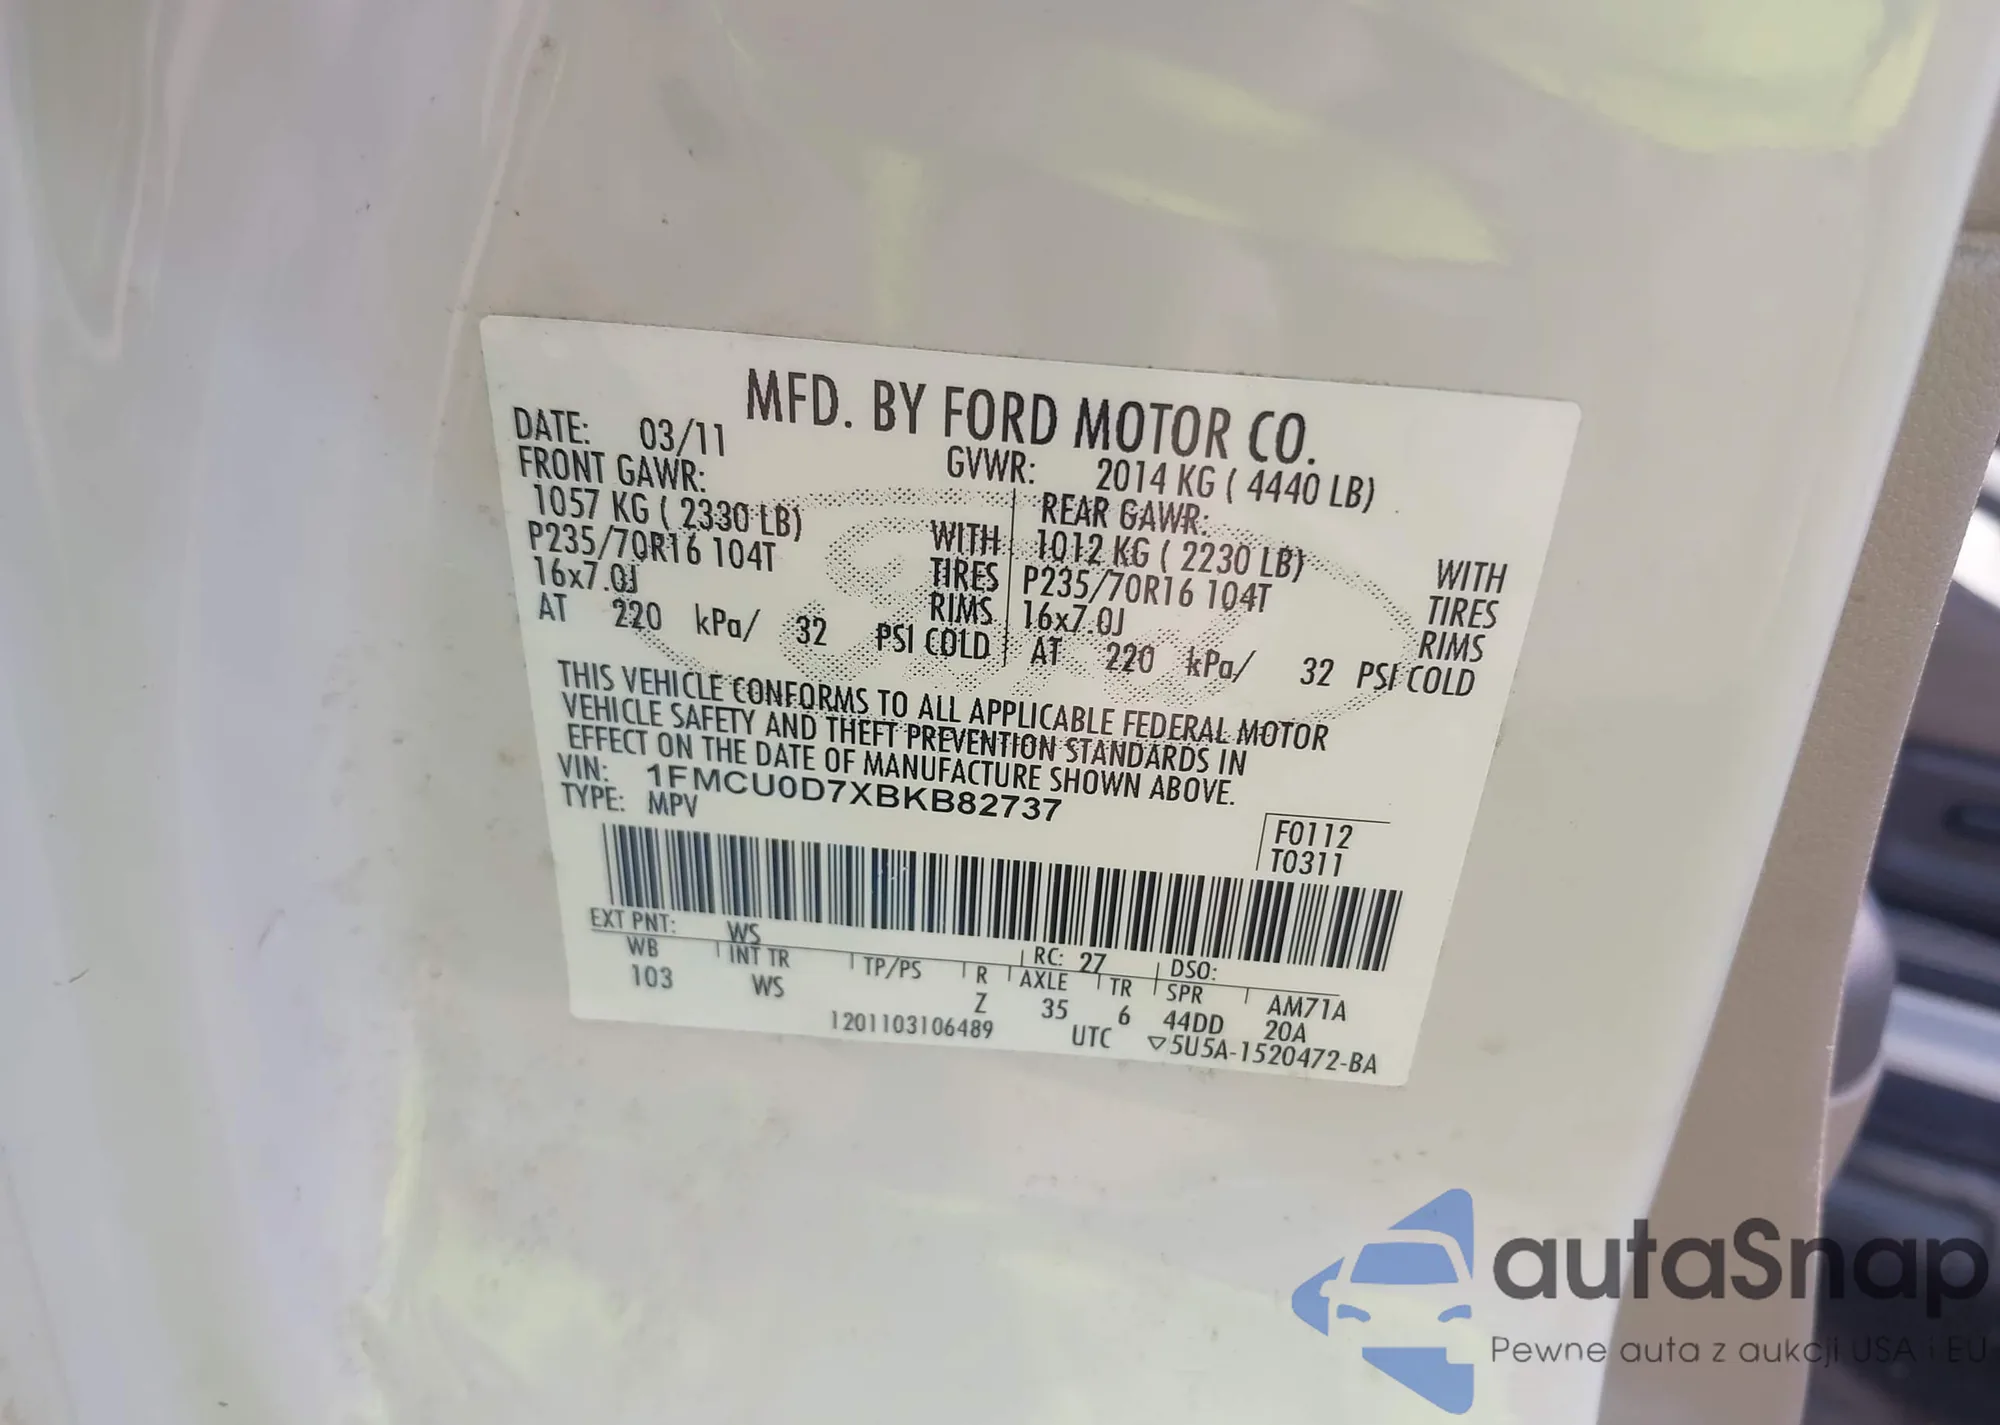 MFD. BY FORD MOTOR CO.
DATE: 03/11 GVWR: 2014 KG ( 4440 LB)
FRONT GAWR: REAR GAWR:
1057 KG ( 2330 LB) WITH 1012 KG ( 2230 LB) WITH
P235/70R16 104T TIRES P235/70R16 104T TIRES
16x7.0J RIMS 16x7.0J RIMS
AT 220 kPa/ 32 PSI COLD AT 220 kPa/ 32 PSI COLD
THIS VEHICLE CONFORMS TO ALL APPLICABLE FEDERAL MOTOR
VEHICLE SAFETY AND THEFT PREVENTION STANDARDS IN
EFFECT ON THE DATE OF MANUFACTURE SHOWN ABOVE.
VIN: 1FMCU0D7XBKB82737
TYPE: MPV
F0112
T0311
EXT PNT: WS RC: 27 DSO:
WB INT TR TP/PS R AXLE TR SPR AM71A
103 WS Z 35 6 44DD 20A
1201103106489 UTC ▽5U5A-1520472-BA
autaSnap
Pewne auta z aukcji USA i EU